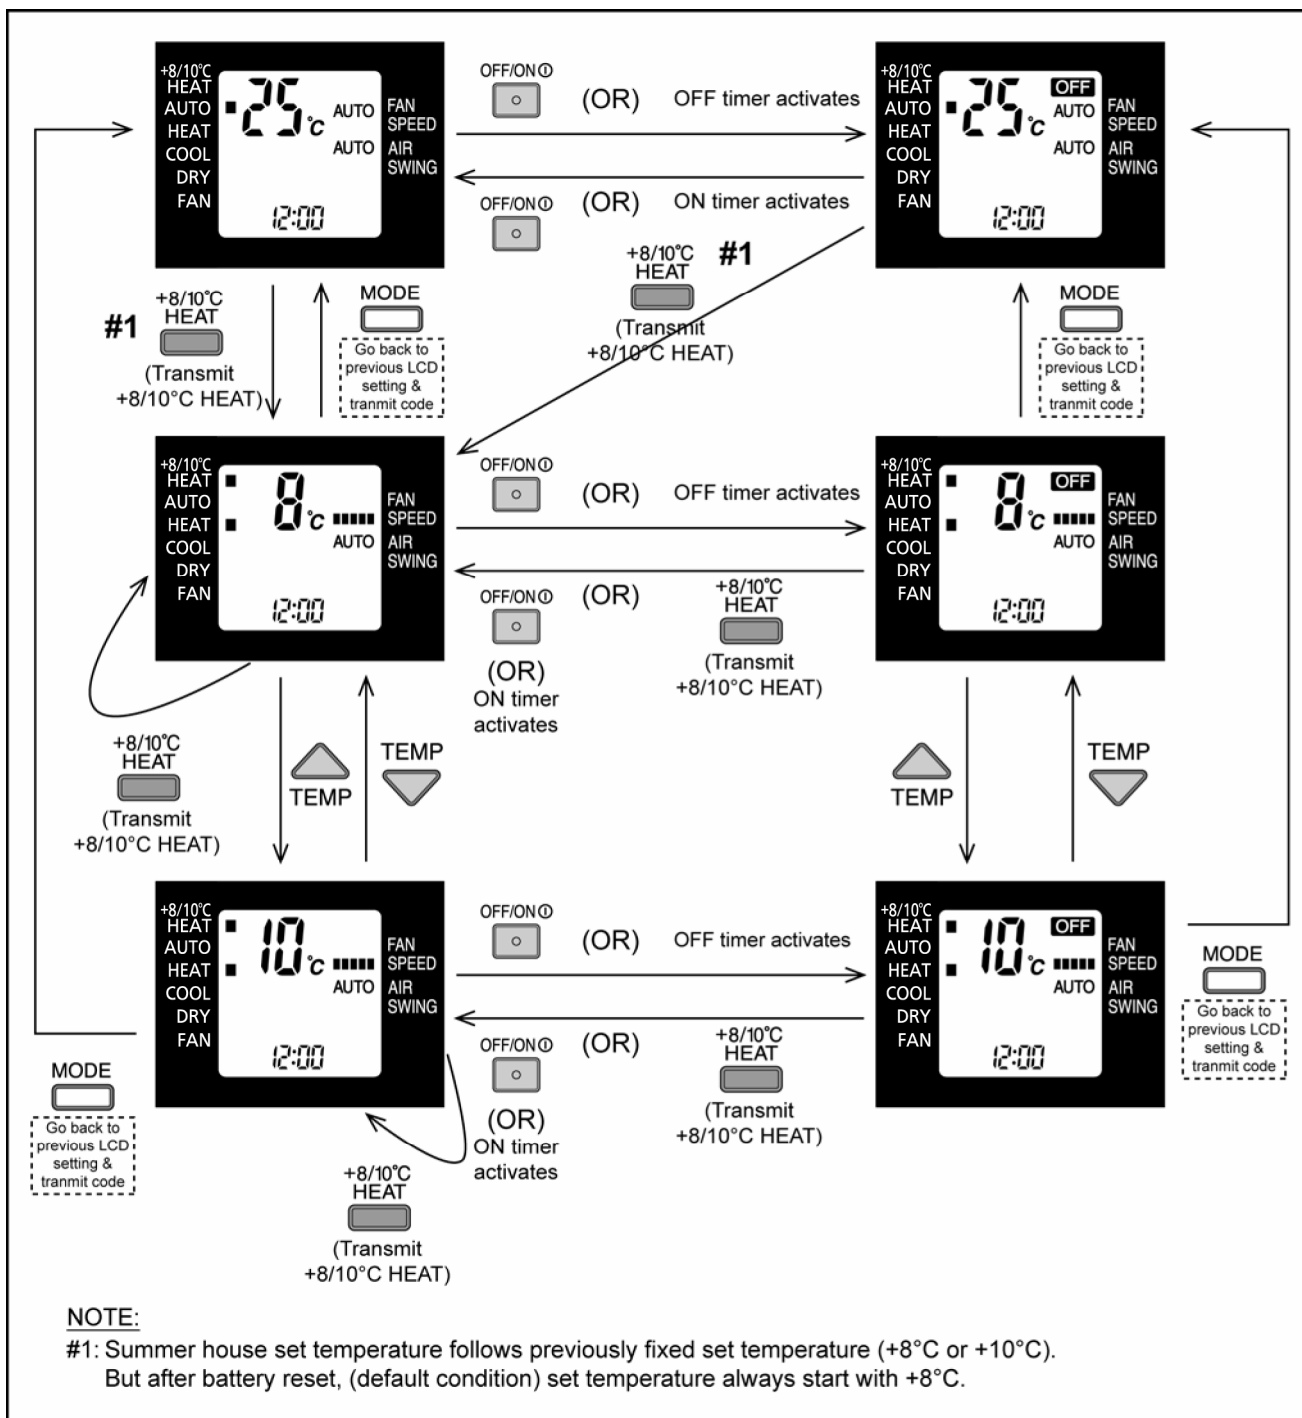 +8/10°C
HEAT
AUTO
HEAT
COOL
DRY
FAN
25°C
AUTO
AUTO
FAN
SPEED
AIR
SWING
12:00
OFF/ON
(OR)
OFF timer activates
OFF/ON
(OR)
ON timer activates
+8/10°C
HEAT
AUTO
HEAT
COOL
DRY
FAN
25°C
OFF
AUTO
AUTO
FAN
SPEED
AIR
SWING
12:00
#1
+8/10°C
HEAT
(Transmit
+8/10°C HEAT)
MODE
Go back to
previous LCD
setting &
tranmit code
+8/10°C
HEAT
#1
(Transmit
+8/10°C HEAT)
MODE
Go back to
previous LCD
setting &
tranmit code
+8/10°C
HEAT
AUTO
HEAT
COOL
DRY
FAN
8°C
AUTO
FAN
SPEED
AIR
SWING
12:00
OFF/ON
(OR)
OFF timer activates
OFF/ON
(OR)
(OR)
ON timer
activates
+8/10°C
HEAT
(Transmit
+8/10°C HEAT)
+8/10°C
HEAT
AUTO
HEAT
COOL
DRY
FAN
8°C
OFF
AUTO
FAN
SPEED
AIR
SWING
12:00
+8/10°C
HEAT
(Transmit
+8/10°C HEAT)
TEMP
TEMP
TEMP
TEMP
+8/10°C
HEAT
AUTO
HEAT
COOL
DRY
FAN
10°C
AUTO
FAN
SPEED
AIR
SWING
12:00
OFF/ON
(OR)
OFF timer activates
OFF/ON
(OR)
(OR)
ON timer
activates
+8/10°C
HEAT
(Transmit
+8/10°C HEAT)
+8/10°C
HEAT
AUTO
HEAT
COOL
DRY
FAN
10°C
OFF
AUTO
FAN
SPEED
AIR
SWING
12:00
MODE
Go back to
previous LCD
setting &
tranmit code
MODE
Go back to
previous LCD
setting &
tranmit code
+8/10°C
HEAT
(Transmit
+8/10°C HEAT)
NOTE:
#1: Summer house set temperature follows previously fixed set temperature (+8°C or +10°C).
But after battery reset, (default condition) set temperature always start with +8°C.